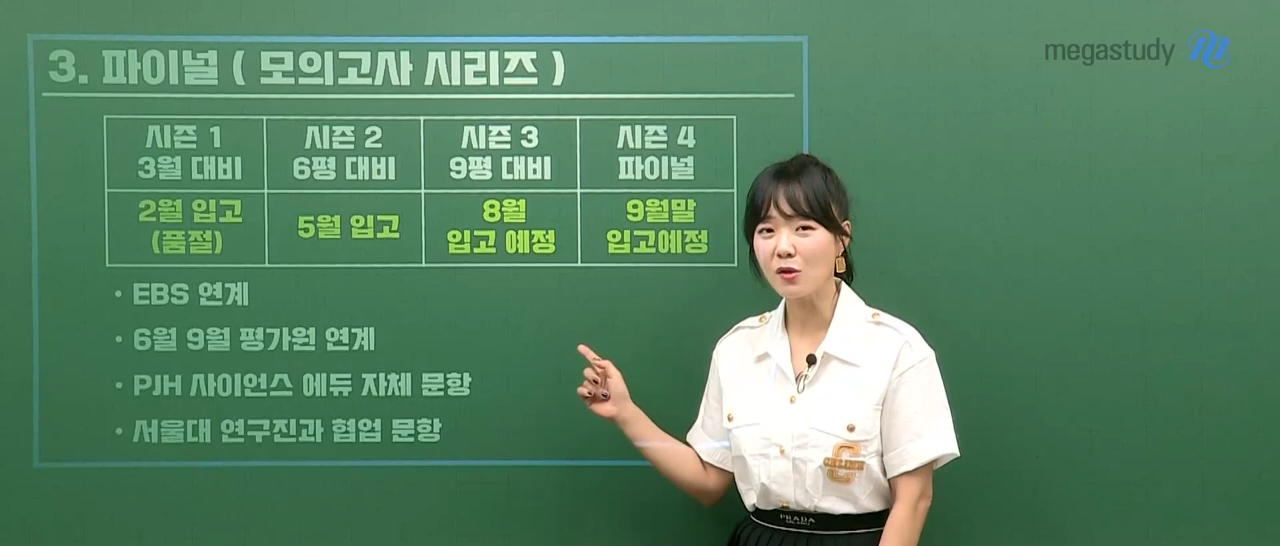 megastudy M
3. 파이널 ( 모의고사 시리즈 )
시즌 1 시즌 2 시즌 3 시즌 4
3월 대비 6평 대비 9평 대비 파이널
2월 입고 5월 입고 8월 9월말
(품절) 입고 예정 입고예정
• EBS 연계
• 6월 9월 평가원 연계
• PJH 사이언스 에듀 자체 문항
• 서울대 연구진과 협업 문항
PRADA
MILANO